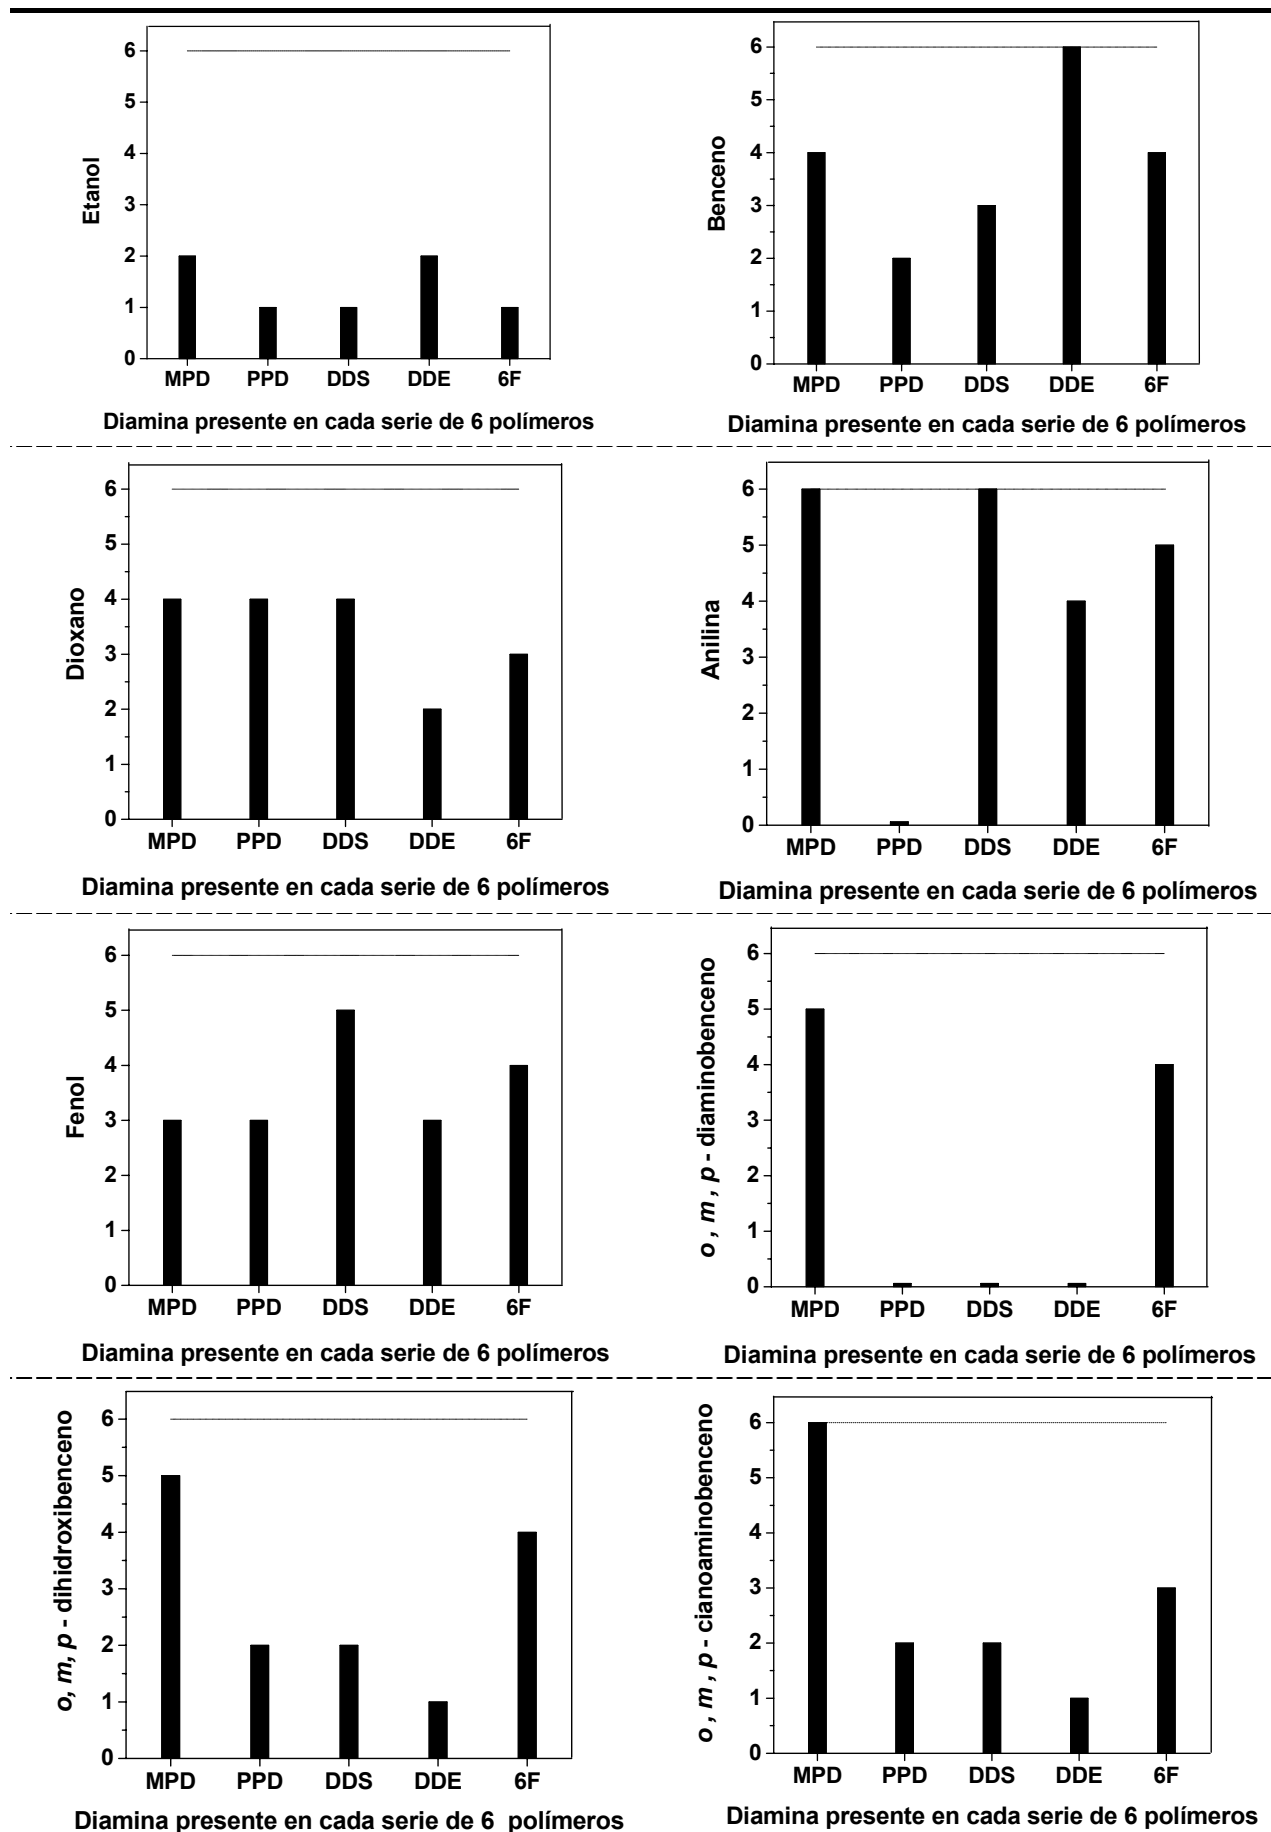 Etanol
6
5
4
3
2
1
0
MPD PPD DDS DDE 6F
Diamina presente en cada serie de 6 polímeros
Benceno
6
5
4
3
2
1
0
MPD PPD DDS DDE 6F
Diamina presente en cada serie de 6 polímeros
Dioxano
6
5
4
3
2
1
0
MPD PPD DDS DDE 6F
Diamina presente en cada serie de 6 polímeros
Anilina
6
5
4
3
2
1
0
MPD PPD DDS DDE 6F
Diamina presente en cada serie de 6 polímeros
Fenol
6
5
4
3
2
1
0
MPD PPD DDS DDE 6F
Diamina presente en cada serie de 6 polímeros
o , m , p - diaminobenceno
6
5
4
3
2
1
0
MPD PPD DDS DDE 6F
Diamina presente en cada serie de 6 polímeros
o, m, p - dihidroxibenceno
6
5
4
3
2
1
0
MPD PPD DDS DDE 6F
Diamina presente en cada serie de 6 polímeros
o , m , p - cianoaminobenceno
6
5
4
3
2
1
0
MPD PPD DDS DDE 6F
Diamina presente en cada serie de 6 polímeros